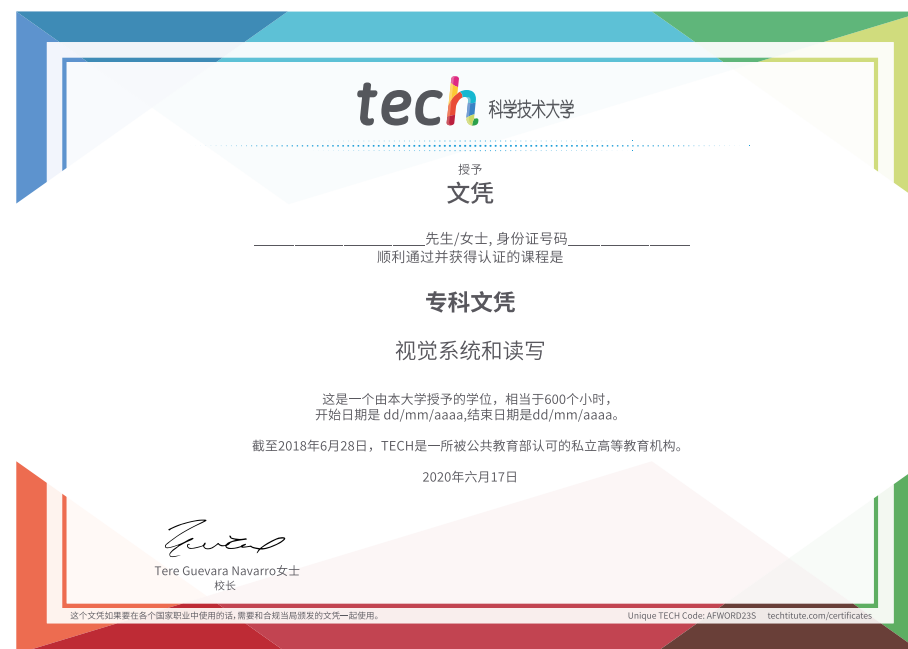 tech 科学技术大学
授予
文凭
先生/女士, 身份证号码
顺利通过并获得认证的课程是
专科文凭
视觉系统和读写
这是一个由本大学授予的学位，相当于600个小时，
开始日期是 dd/mm/aaaa,结束日期是dd/mm/aaaa。
截至2018年6月28日，TECH是一所被公共教育部认可的私立高等教育机构。
2020年六月17日
Tere Guevara Navarro女士
校长
这个文凭如果要在各个国家职业中使用的话,需要和合规当局颁发的文凭一起使用。
Unique TECH Code: AFWORD23S techtitute.com/certificates